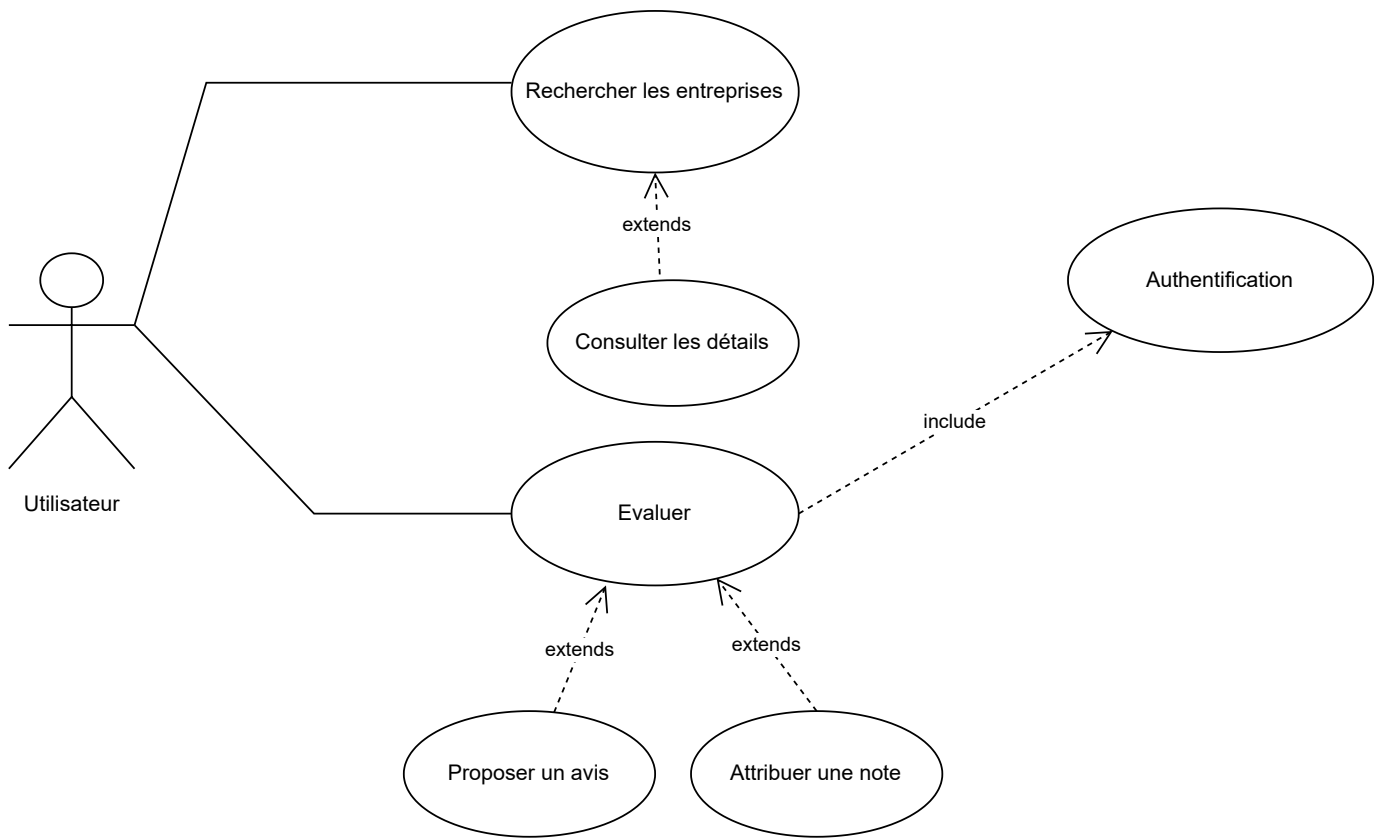 Rechercher les entreprises
extends
Consulter les détails
Authentification
include
Utilisateur
Evaluer
extends
extends
Proposer un avis
Attribuer une note